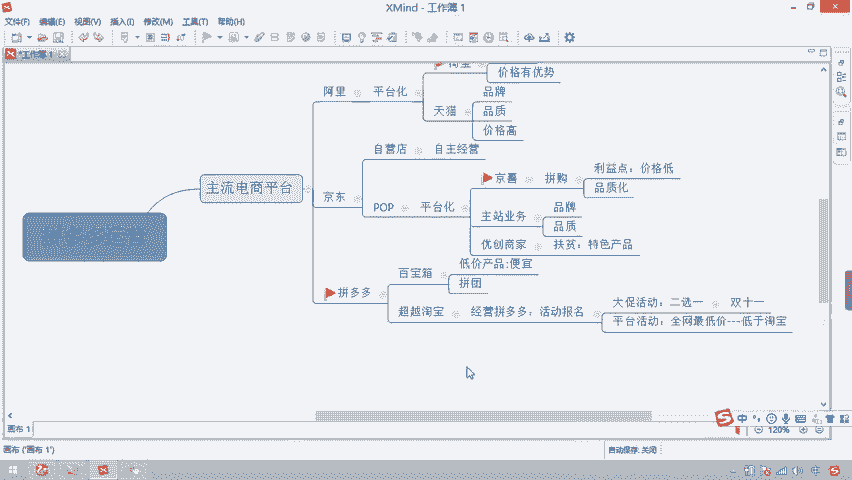 XMind - 工作簿 1
文件(F) 编辑(E) 视图(V) 插入(I) 修改(M) 工具(T) 帮助(H)
*工作簿 1
淘宝
价格有优势
阿里 平台化
品牌
天猫 品质
价格高
自营店 自主经营
主流电商平台
京东
利益点：价格低
京喜 拼购
品质化
POP 平台化
品牌
主站业务
品质
优创商家 扶贫：特色产品
低价产品:便宜
百宝箱
拼团
拼多多
大促活动：二选一 双十一
超越淘宝 经营拼多多：活动报名
平台活动：全网最低价---低于淘宝
画布 1
中
120%
画布 ('画布 1')
自动保存: 关闭
中